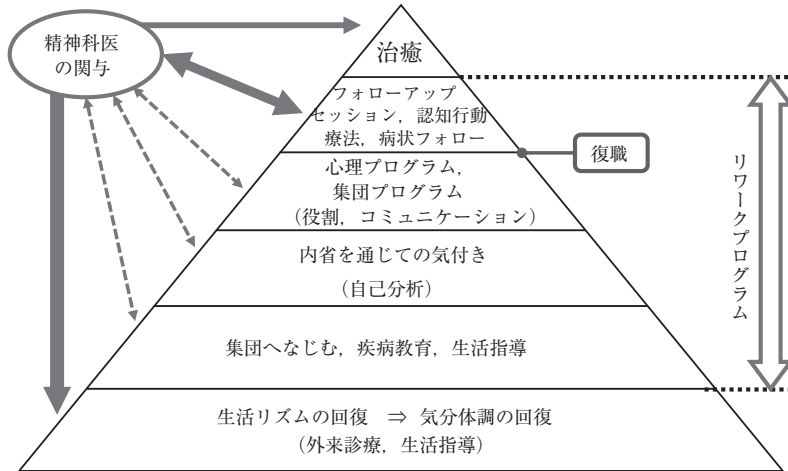 精神科医
の関与
治癒
フォローアップ
セッション，認知行動
療法，病状フォロー
復職
心理プログラム，
集団プログラム
（役割，コミュニケーション）
内省を通じての気付き
（自己分析）
集団へなじむ，疾病教育，生活指導
生活リズムの回復　⇒　気分体調の回復
（外来診療，生活指導）
リワークプログラム